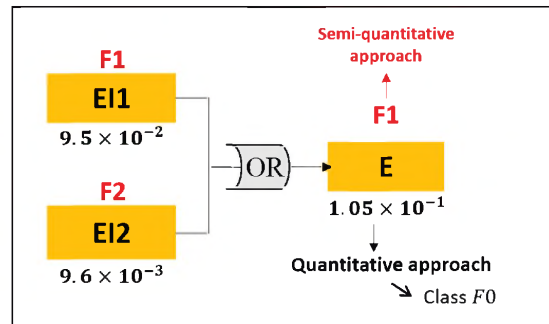 Semi-quantitative
approach
F1
EI1
9.5 × 10⁻²
F1
OR
E
1.05 × 10⁻¹
F2
EI2
9.6 × 10⁻³
Quantitative approach
Class F0